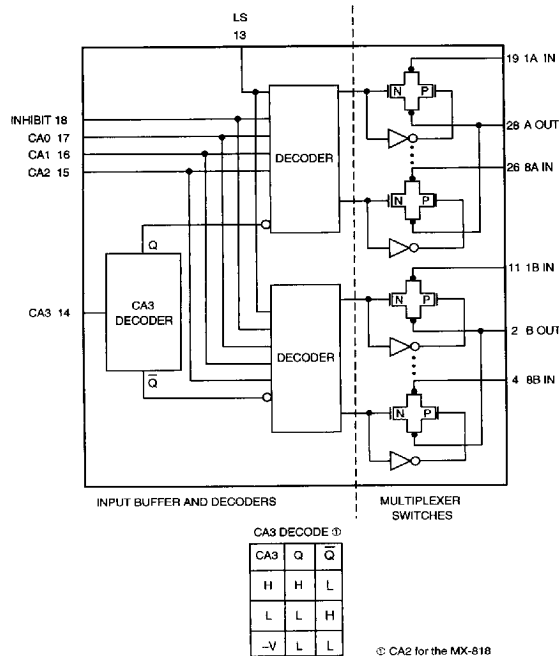 LS
13
19 1A IN
N P
INHIBIT 18
28 A OUT
CA0 17
CA1 16
DECODER
26 8A IN
CA2 15
N P
Q
11 1B IN
CA3 14
CA3
DECODER
N P
2 B OUT
DECODER
Q
4 8B IN
N P
INPUT BUFFER AND DECODERS
MULTIPLEXER
SWITCHES
CA3 DECODE ①
CA3 Q Q̅
H H L
L L H
–V L L
① CA2 for the MX-818